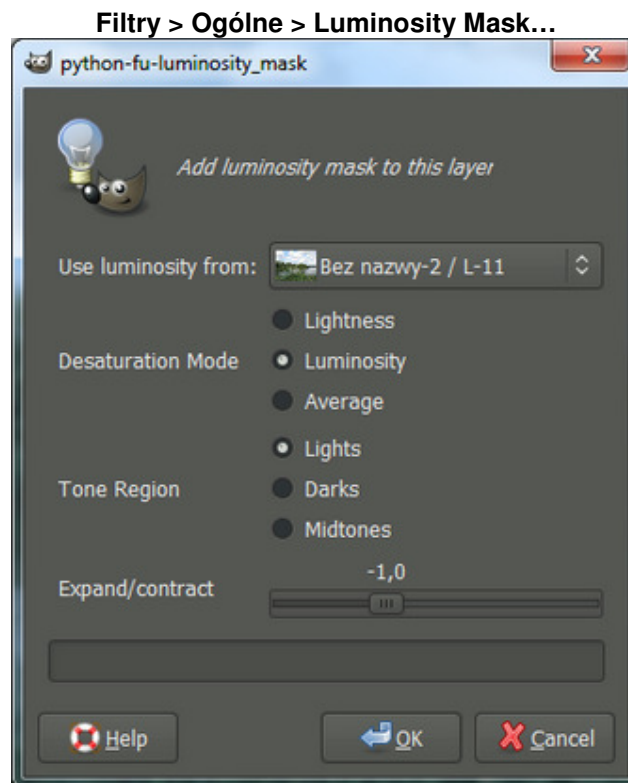 Filtry > Ogólne > Luminosity Mask…
python-fu-luminosity_mask
Add luminosity mask to this layer
Use luminosity from: Bez nazwy-2 / L-11
Lightness
Desaturation Mode Luminosity
Average
Lights
Tone Region Darks
Midtones
-1,0
Expand/contract
Help OK Cancel